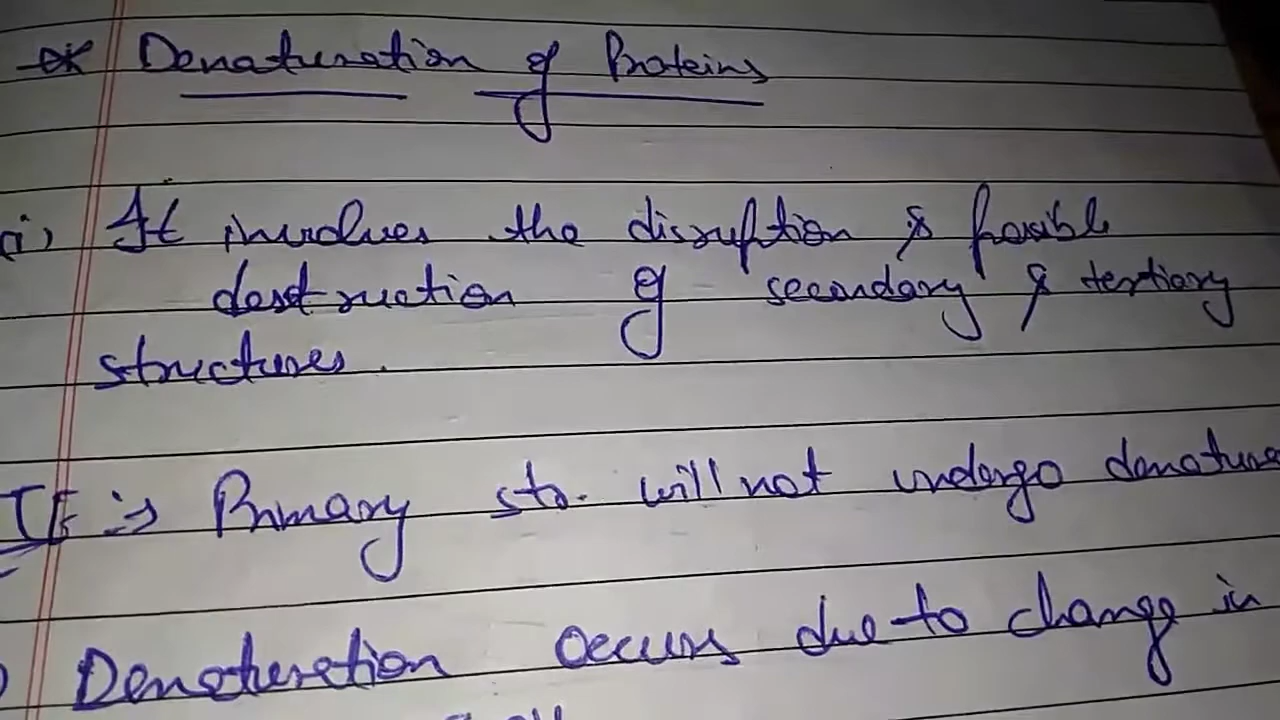 Denaturation of Proteins
(i) It involves the disruption & possible
destruction of secondary & tertiary
structures.
Primary str. will not undergo denature
Denaturation occurs due to change in